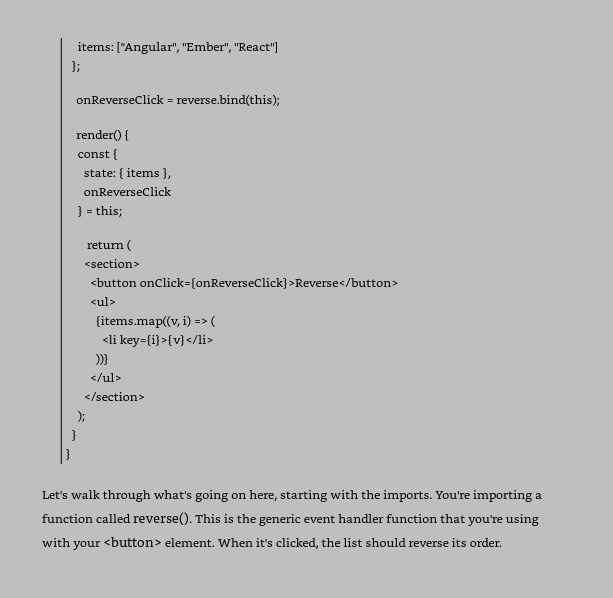 items: ["Angular", "Ember", "React"]
};
onReverseClick = reverse.bind(this);
render() {
const {
state: { items },
onReverseClick
} = this;
return (
<section>
<button onClick={onReverseClick}>Reverse</button>
<ul>
{items.map((v, i) => (
<li key={i}>{v}</li>
))}
</ul>
</section>
);
}
}
Let's walk through what's going on here, starting with the imports. You're importing a
function called reverse(). This is the generic event handler function that you're using
with your <button> element. When it's clicked, the list should reverse its order.